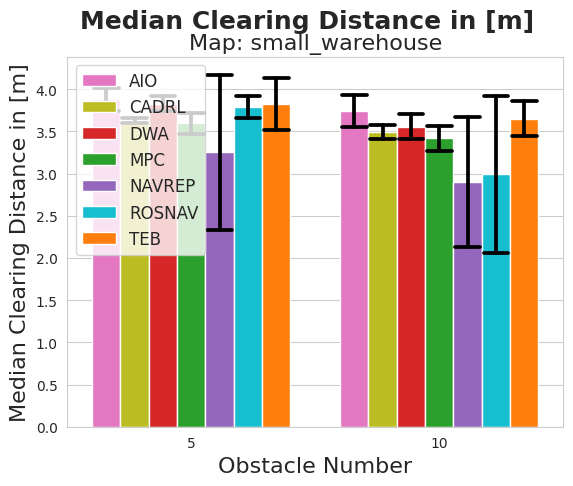 Median Clearing Distance in [m]
Map: small_warehouse
Median Clearing Distance in [m]
4.0
3.5
3.0
2.5
2.0
1.5
1.0
0.5
0.0
AIO
CADRL
DWA
MPC
NAVREP
ROSNAV
TEB
5
10
Obstacle Number